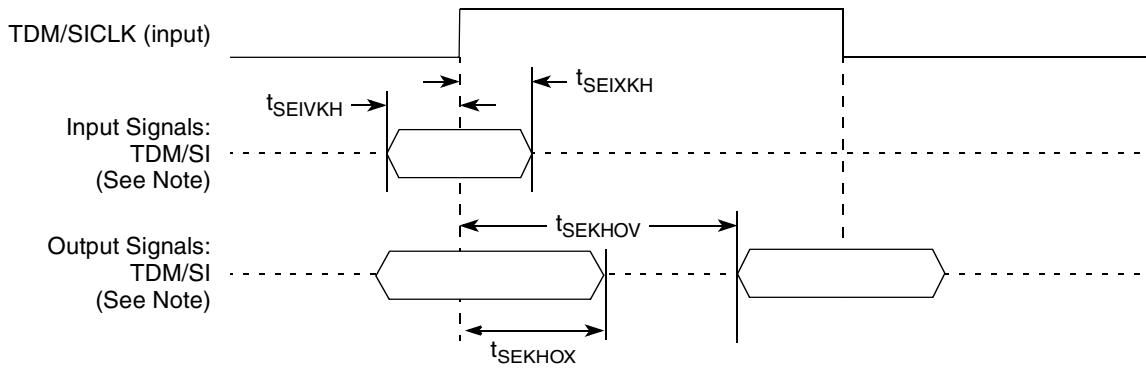 TDM/SICLK (input)
tSEIXKH
tSEIVKH
Input Signals:
TDM/SI
(See Note)
tSEKHOV
Output Signals:
TDM/SI
(See Note)
tSEKHOX